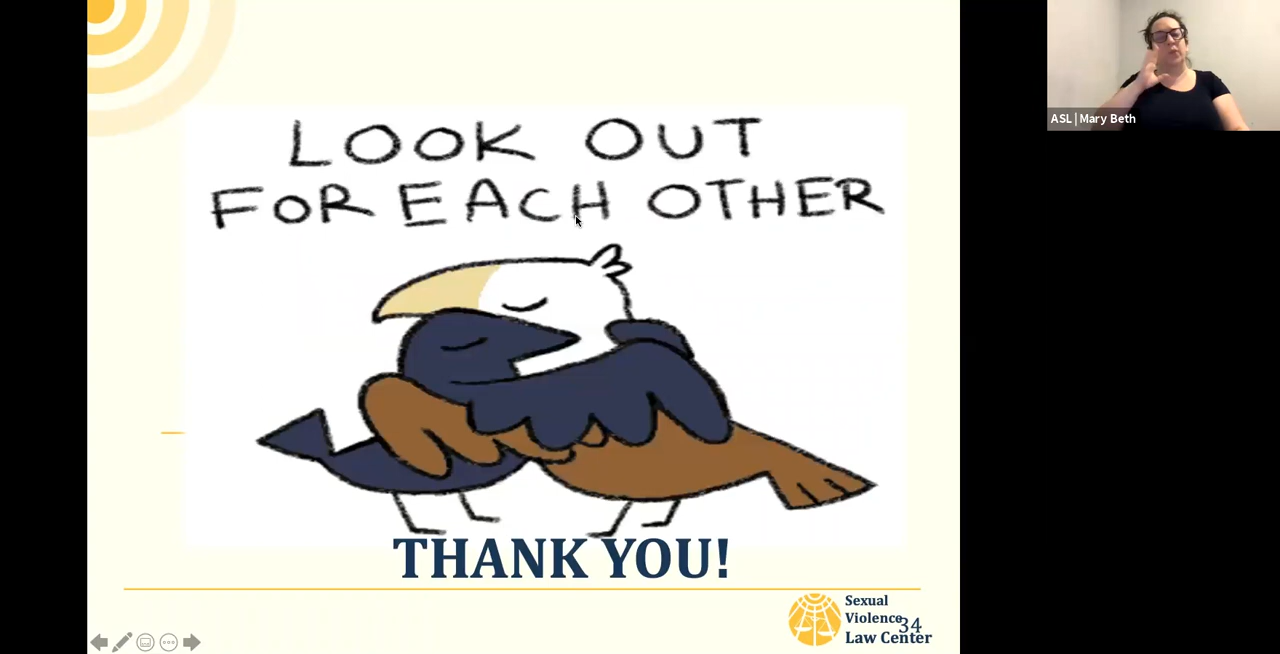 LOOK OUT
FOR EACH OTHER
THANK YOU!
Sexual
Violence
Law Center
34
ASL | Mary Beth